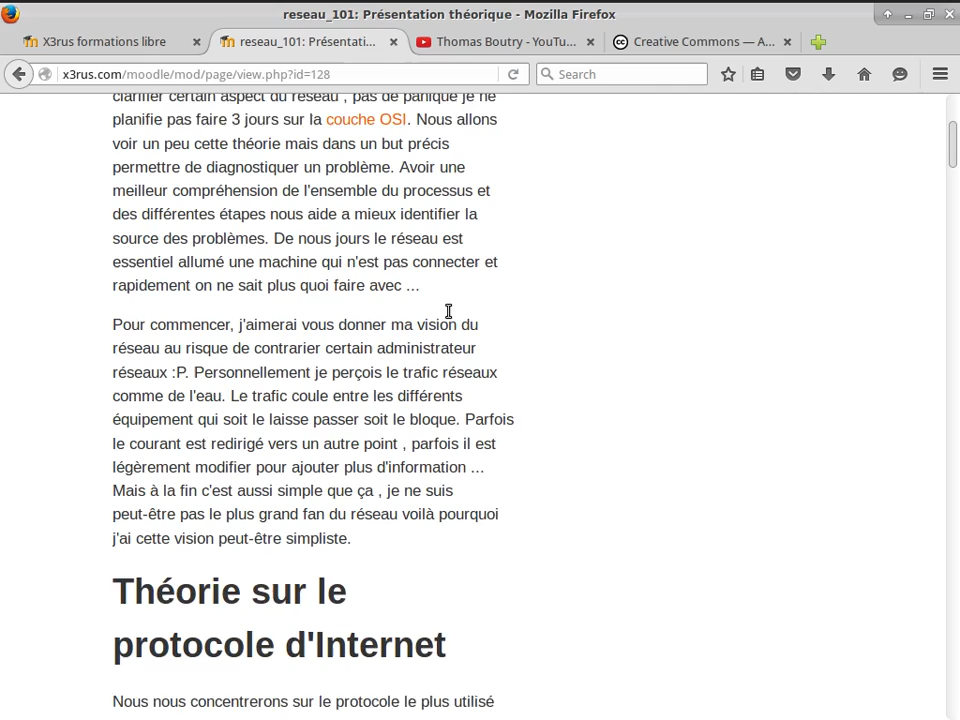 reseau_101: Présentation théorique - Mozilla Firefox
X3rus formations libre
reseau_101: Présentati...
Thomas Boutry - YouTu...
Creative Commons — A...
x3rus.com/moodle/mod/page/view.php?id=128
Search
clarifier certain aspect du réseau , pas de panique je ne
planifie pas faire 3 jours sur la couche OSI. Nous allons
voir un peu cette théorie mais dans un but précis
permettre de diagnostiquer un problème. Avoir une
meilleur compréhension de l'ensemble du processus et
des différentes étapes nous aide a mieux identifier la
source des problèmes. De nous jours le réseau est
essentiel allumé une machine qui n'est pas connecter et
rapidement on ne sait plus quoi faire avec ...
Pour commencer, j'aimerai vous donner ma vision du
réseau au risque de contrarier certain administrateur
réseaux :P. Personnellement je perçois le trafic réseaux
comme de l'eau. Le trafic coule entre les différents
équipement qui soit le laisse passer soit le bloque. Parfois
le courant est redirigé vers un autre point , parfois il est
légèrement modifier pour ajouter plus d'information ...
Mais à la fin c'est aussi simple que ça , je ne suis
peut-être pas le plus grand fan du réseau voilà pourquoi
j'ai cette vision peut-être simpliste.
Théorie sur le
protocole d'Internet
Nous nous concentrerons sur le protocole le plus utilisé